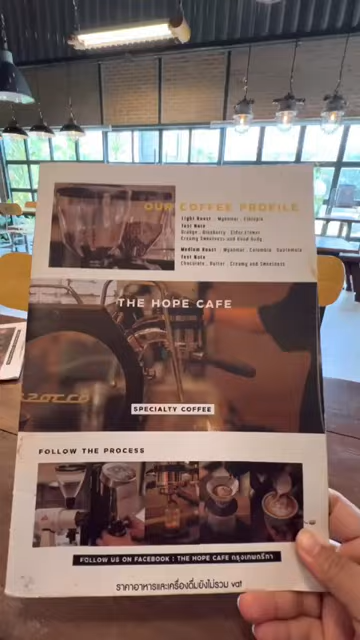 OUR COFFEE PROFILE
Light Roast : Myanmar , Ethiopia
Test Note
Orange , Raspberry , Elderflower
Creamy Sweetness and Good Body
Medium Roast : Myanmar , Colombia , Guatemala
Test Note
Chocolate , Butter , Creamy and Sweetness
THE HOPE CAFE
SPECIALTY COFFEE
FOLLOW THE PROCESS
FOLLOW US ON FACEBOOK : THE HOPE CAFE กรุงเทพกรีฑา
ราคาอาหารและเครื่องดื่มยังไม่รวม vat